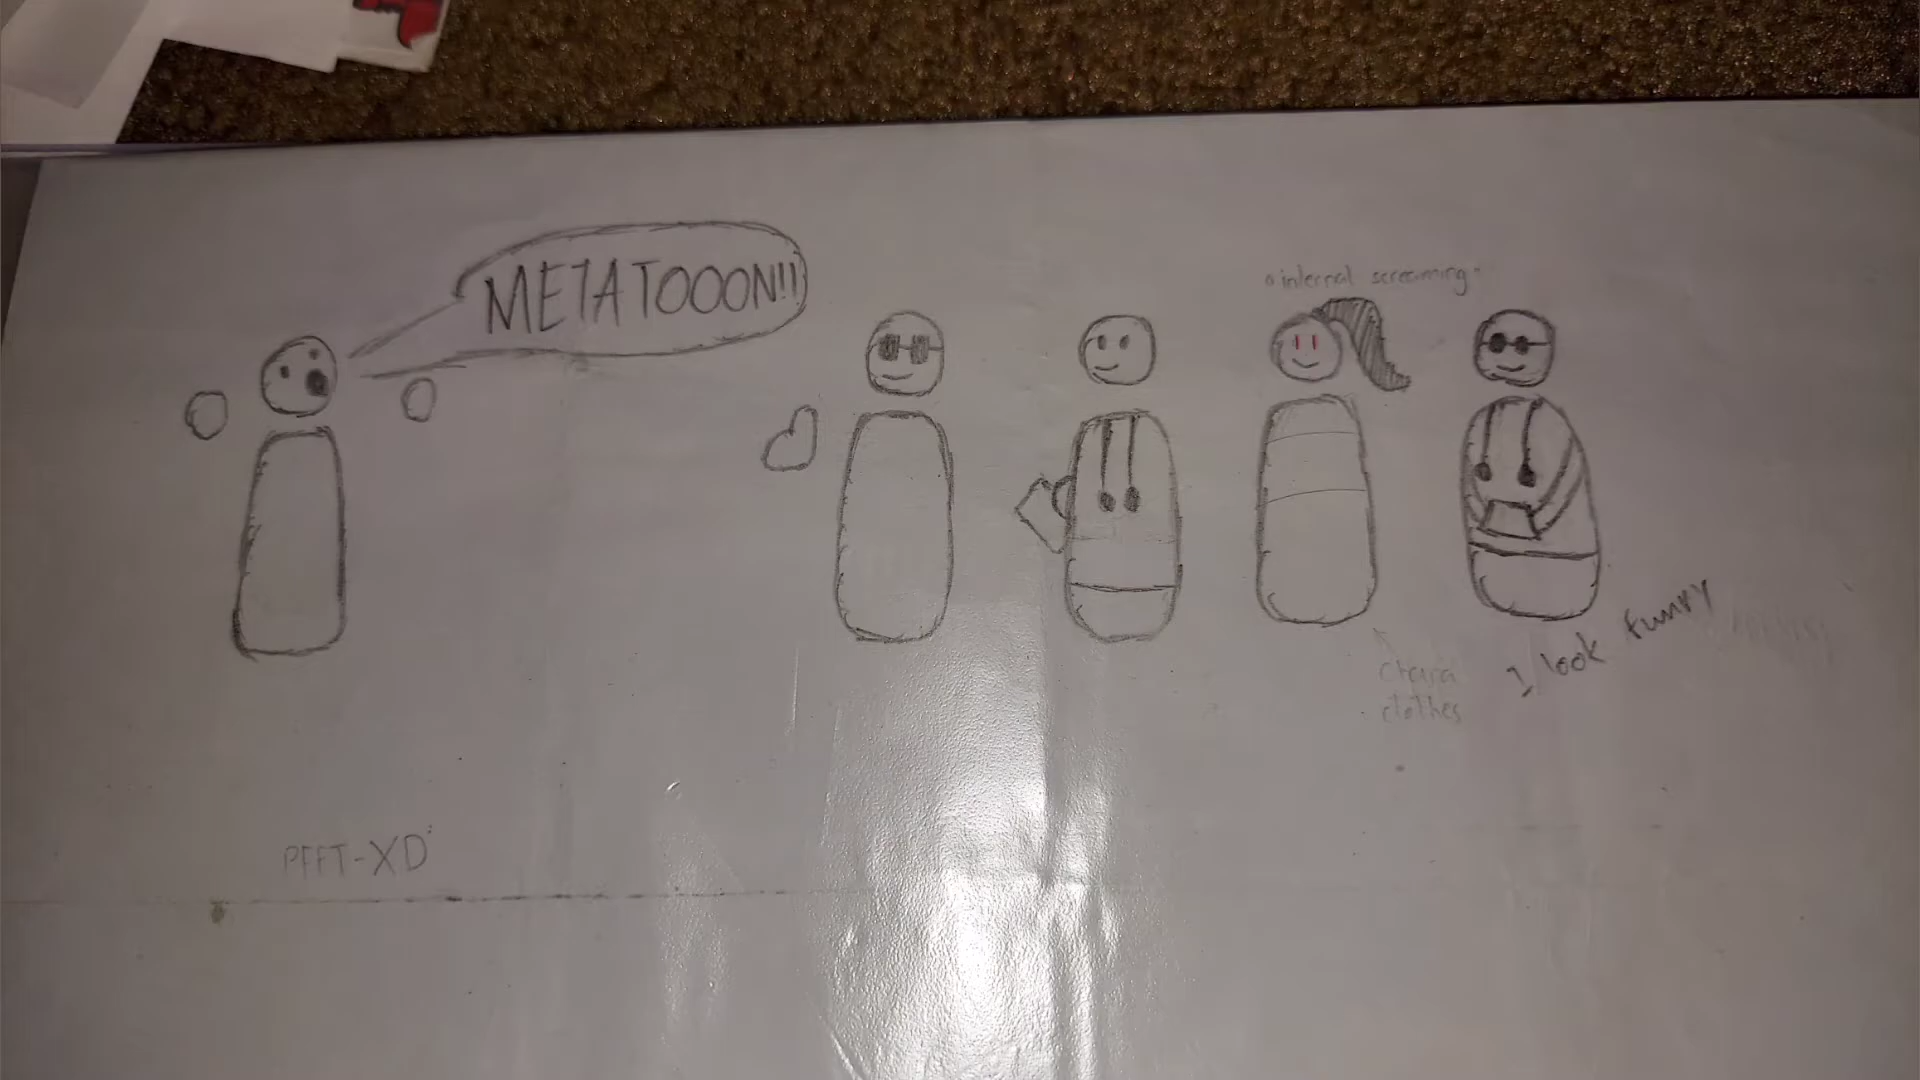 METATOOON!!
*internal screaming*
chara
clothes
I look funny
PFFT-XD